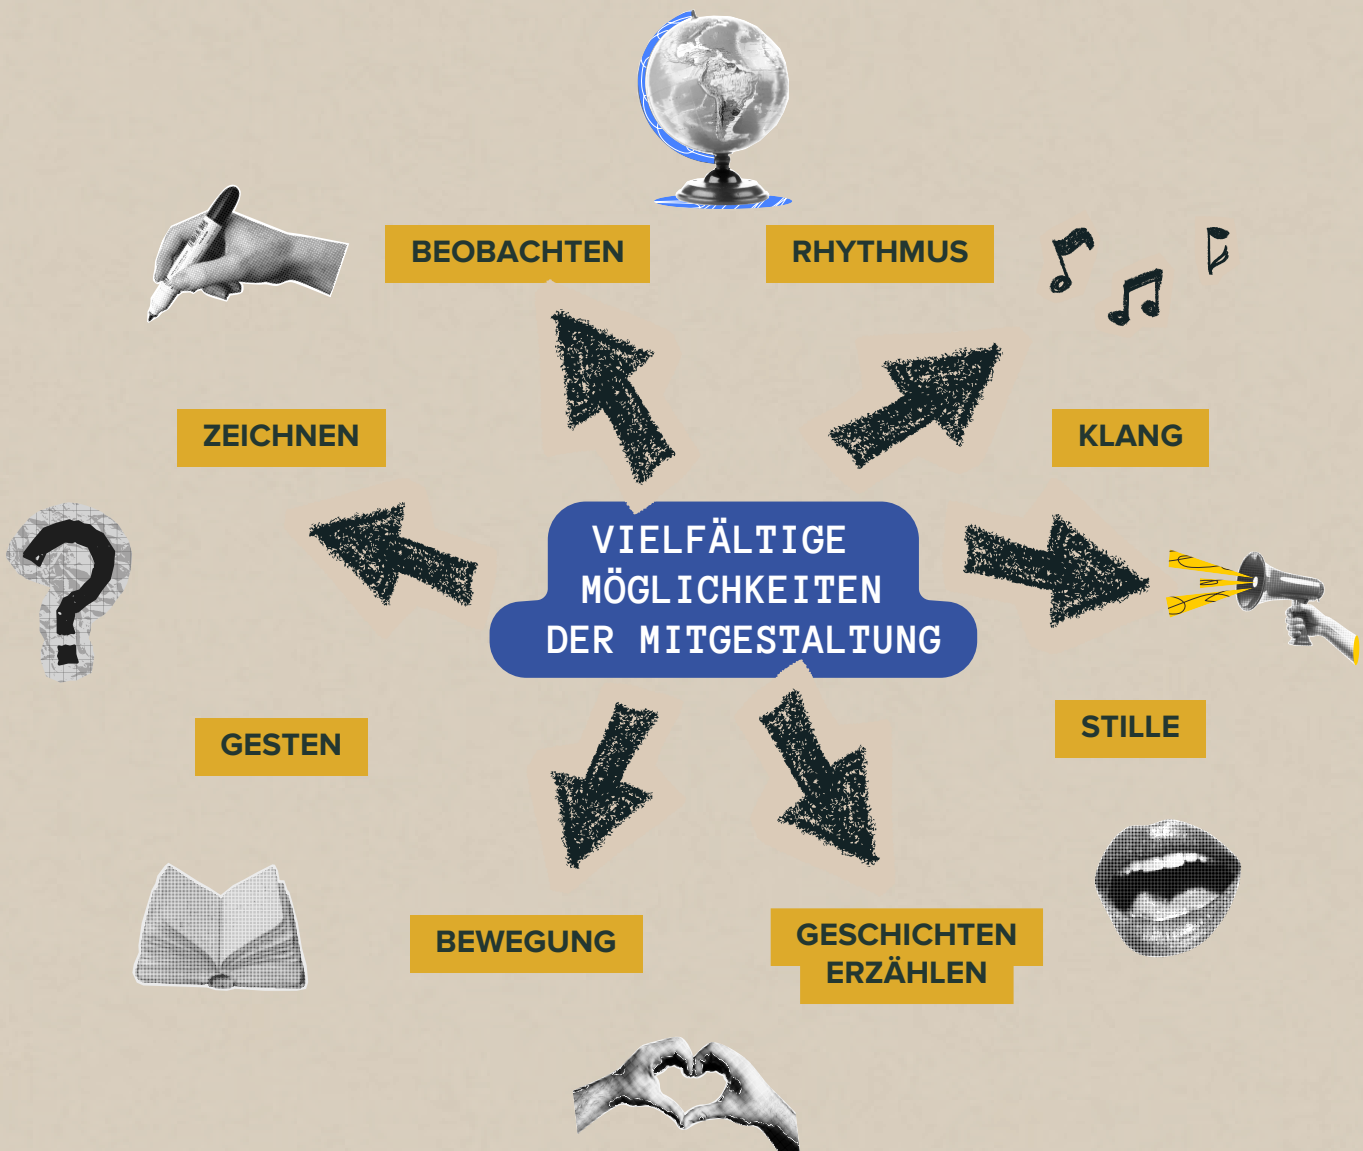 BEOBACHTEN
RHYTHMUS
ZEICHNEN
KLANG
VIELFÄLTIGE
MÖGLICHKEITEN
DER MITGESTALTUNG
GESTEN
STILLE
BEWEGUNG
GESCHICHTEN
ERZÄHLEN